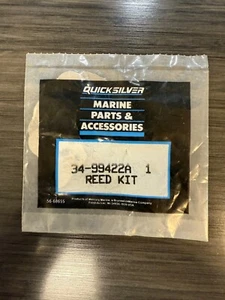 QUICKSILVER
MARINE
PARTS &
ACCESSORIES
34-99422A 1
REED KIT